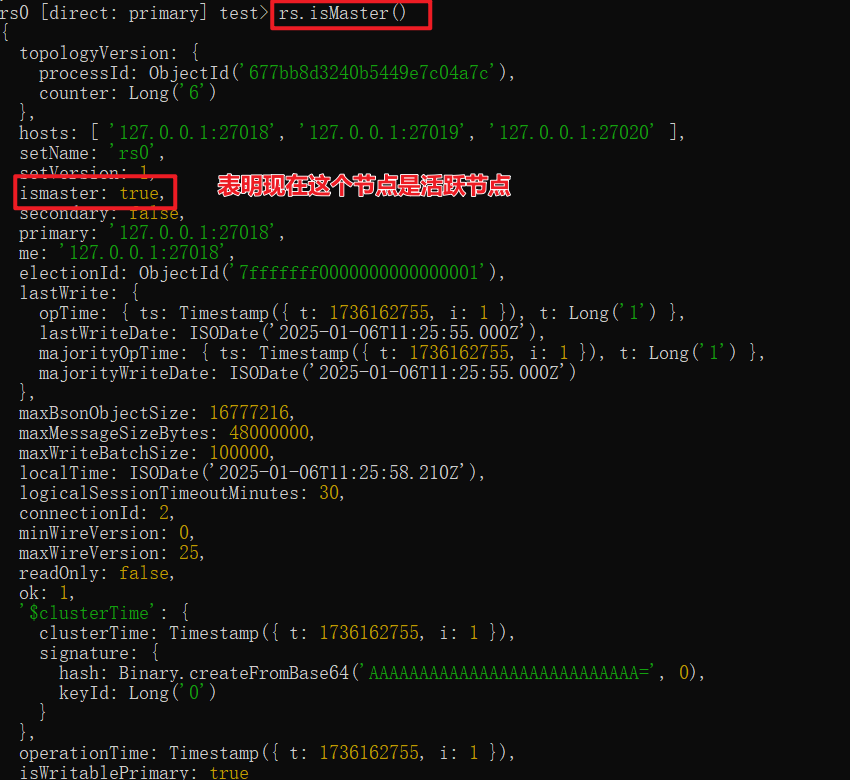 rs0 [direct: primary] test> rs.isMaster()
{
  topologyVersion: {
    processId: ObjectId('677bb8d3240b5449e7c04a7c'),
    counter: Long('6')
  },
  hosts: [ '127.0.0.1:27018', '127.0.0.1:27019', '127.0.0.1:27020' ],
  setName: 'rs0',
  setVersion: 1,
  ismaster: true,
表明现在这个节点是活跃节点
  secondary: false,
  primary: '127.0.0.1:27018',
  me: '127.0.0.1:27018',
  electionId: ObjectId('7fffffff0000000000000001'),
  lastWrite: {
    opTime: { ts: Timestamp({ t: 1736162755, i: 1 }), t: Long('1') },
    lastWriteDate: ISODate('2025-01-06T11:25:55.000Z'),
    majorityOpTime: { ts: Timestamp({ t: 1736162755, i: 1 }), t: Long('1') },
    majorityWriteDate: ISODate('2025-01-06T11:25:55.000Z')
  },
  maxBsonObjectSize: 16777216,
  maxMessageSizeBytes: 48000000,
  maxWriteBatchSize: 100000,
  localTime: ISODate('2025-01-06T11:25:58.210Z'),
  logicalSessionTimeoutMinutes: 30,
  connectionId: 2,
  minWireVersion: 0,
  maxWireVersion: 25,
  readOnly: false,
  ok: 1,
  '$clusterTime': {
    clusterTime: Timestamp({ t: 1736162755, i: 1 }),
    signature: {
      hash: Binary.createFromBase64('AAAAAAAAAAAAAAAAAAAAAAAAAAA=', 0),
      keyId: Long('0')
    }
  },
  operationTime: Timestamp({ t: 1736162755, i: 1 }),
  isWritablePrimary: true